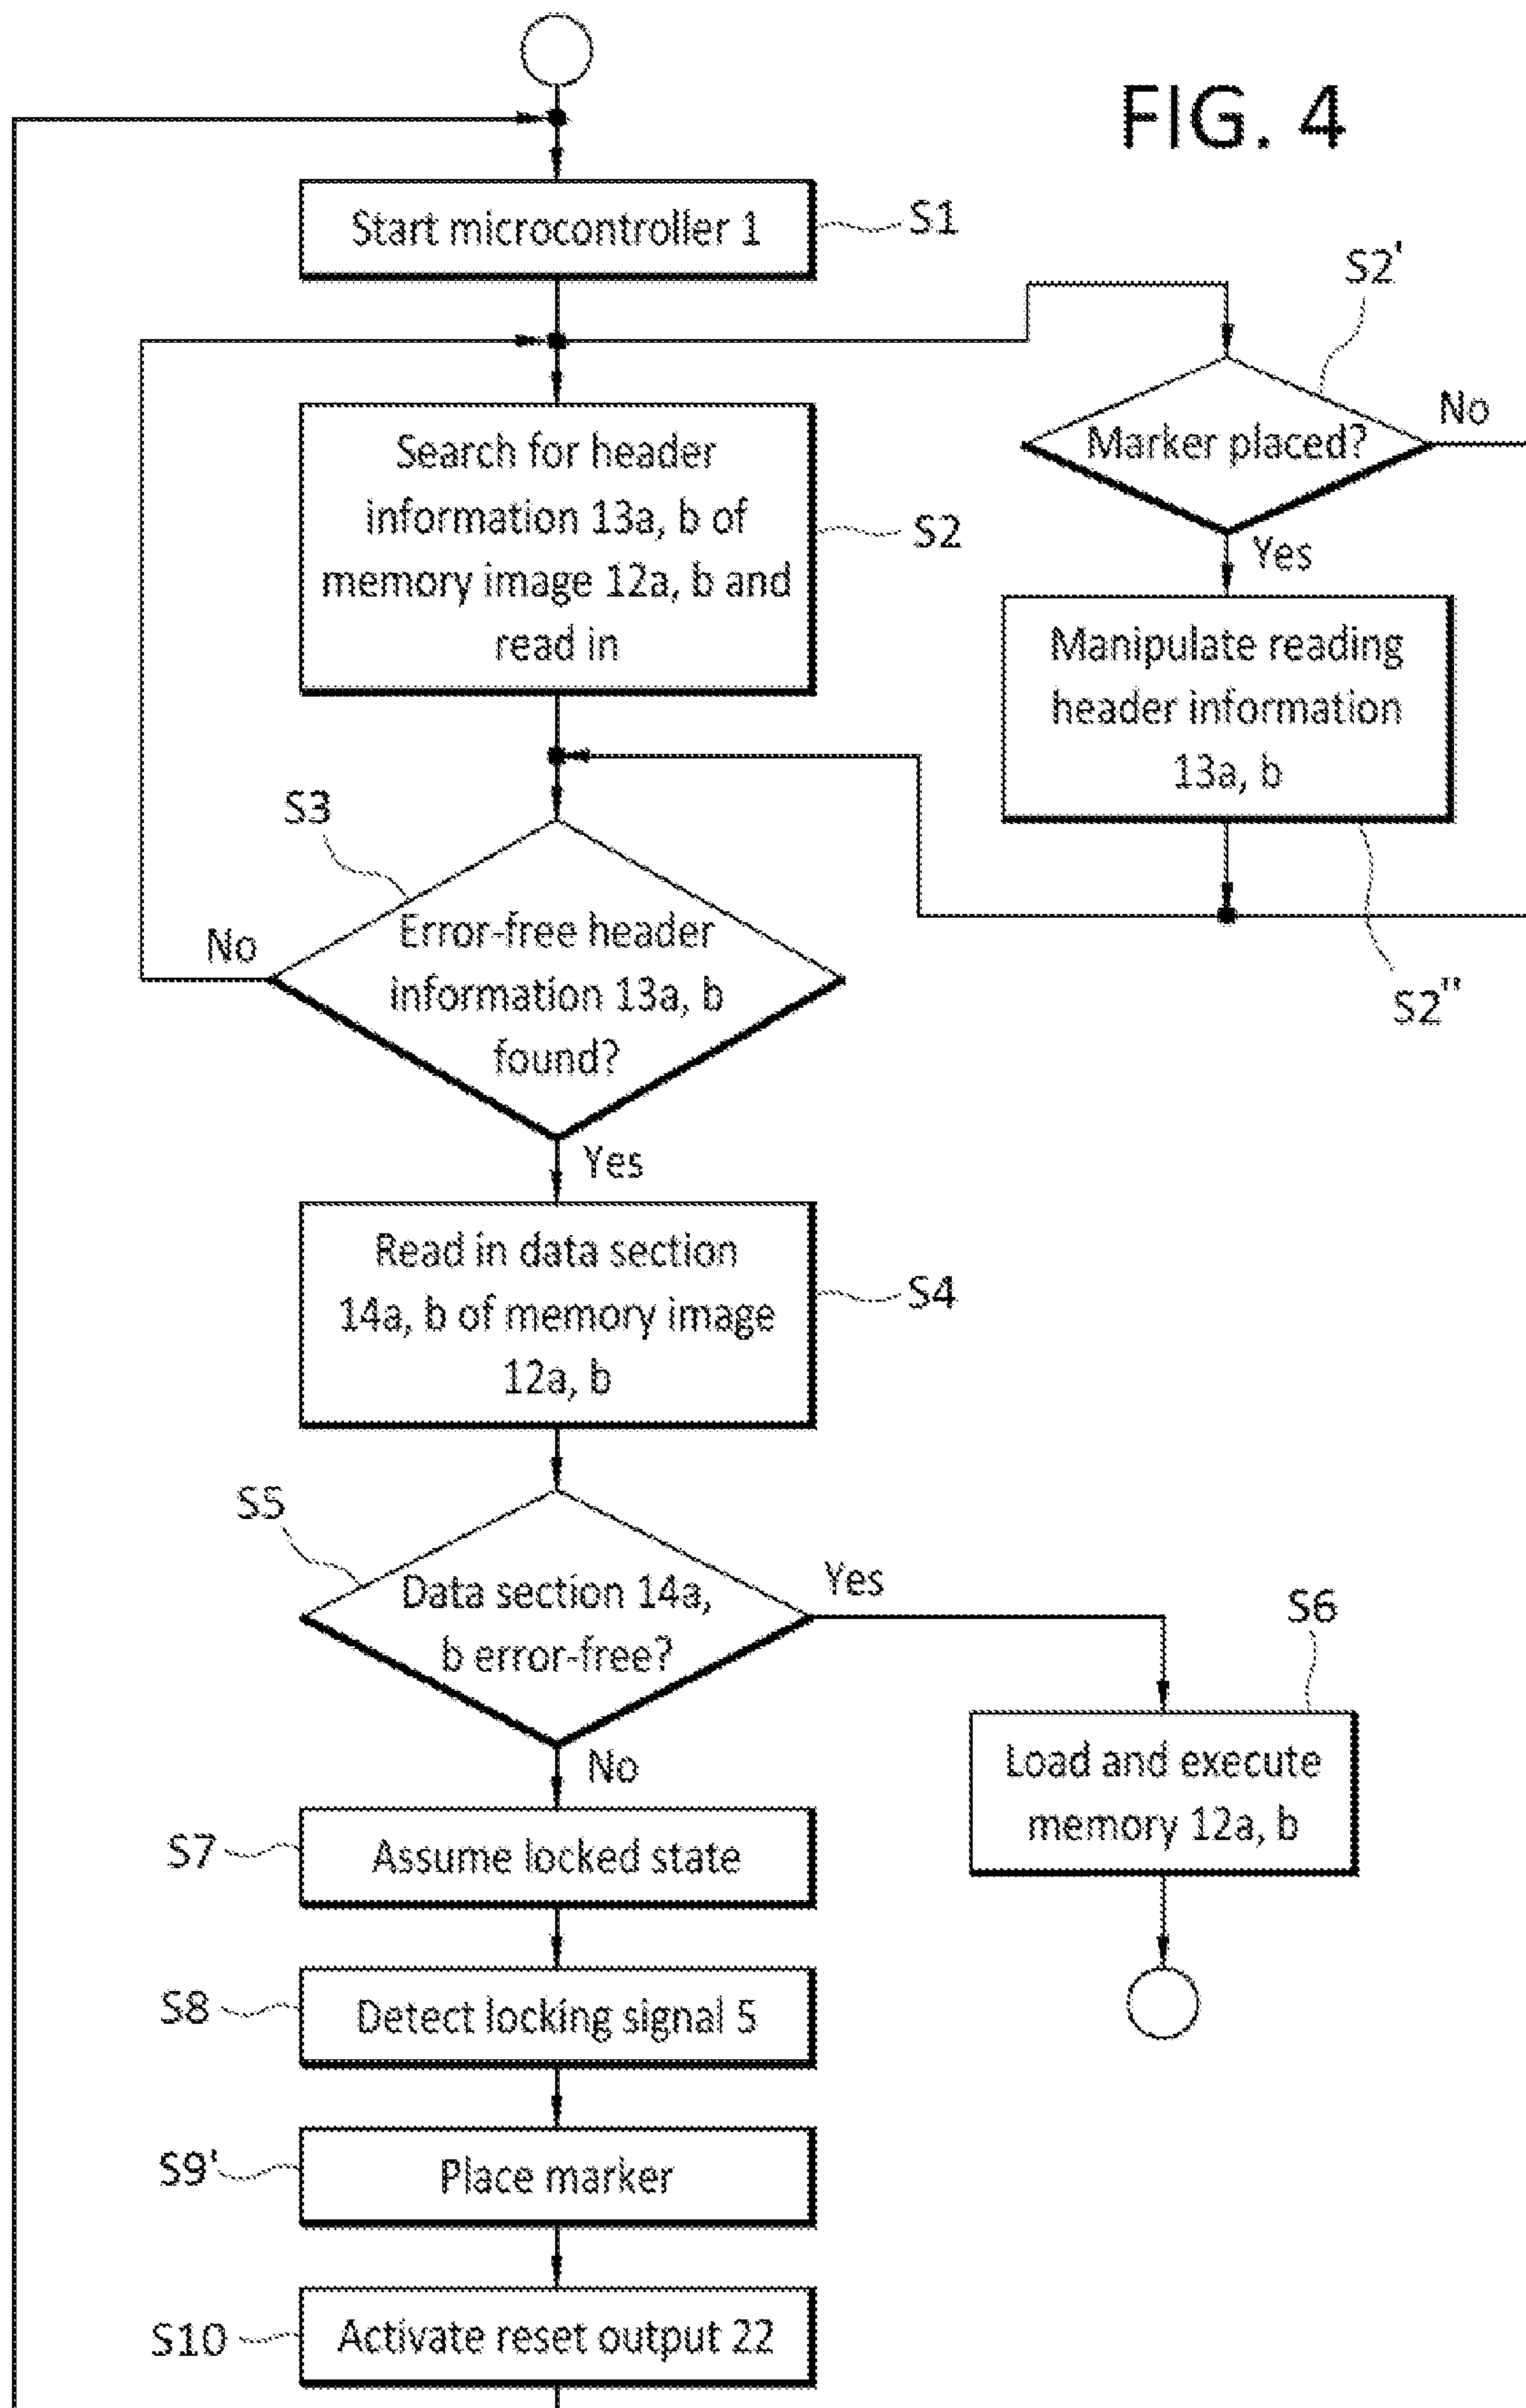 FIG. 4
Start microcontroller 1
S1
S2'
Marker placed?
No
Search for header
information 13a, b of
memory image 12a, b and
read in
S2
Yes
Manipulate reading
header information
13a, b
S2"
S3
Error-free header
information 13a, b
found?
No
Yes
Read in data section
14a, b of memory image
12a, b
S4
S5
Data section 14a,
b error-free?
Yes
S6
Load and execute
memory 12a, b
No
S7
Assume locked state
S8
Detect locking signal 5
S9'
Place marker
S10
Activate reset output 22